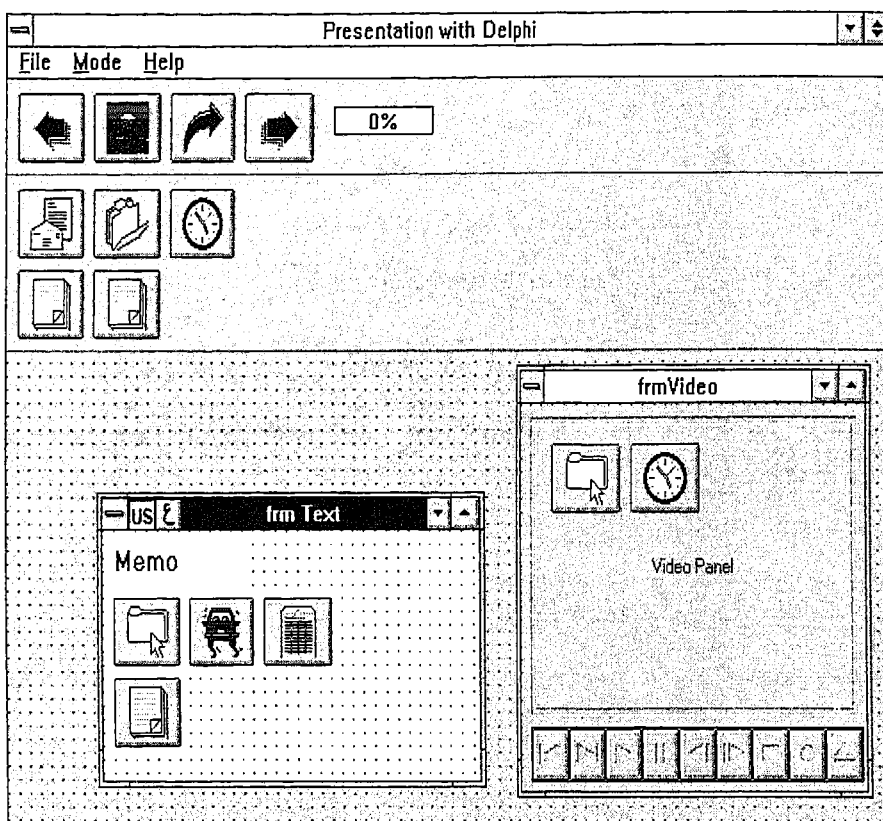 Presentation with Delphi
File Mode Help
0%
frmVideo
Video Panel
US ع frm Text
Memo